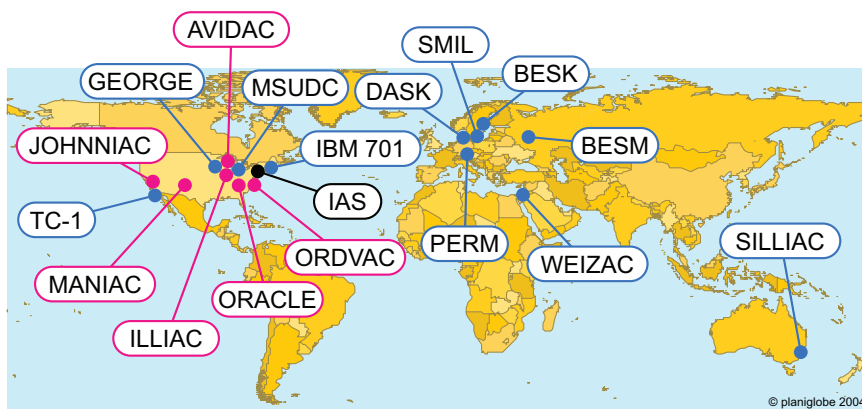 AVIDAC
SMIL
GEORGE
MSUDC
DASK
BESK
JOHNNIAC
IBM 701
BESM
IAS
TC-1
PERM
SILLIAC
ORDVAC
WEIZAC
MANIAC
ORACLE
ILLIAC
© planiglobe 2004